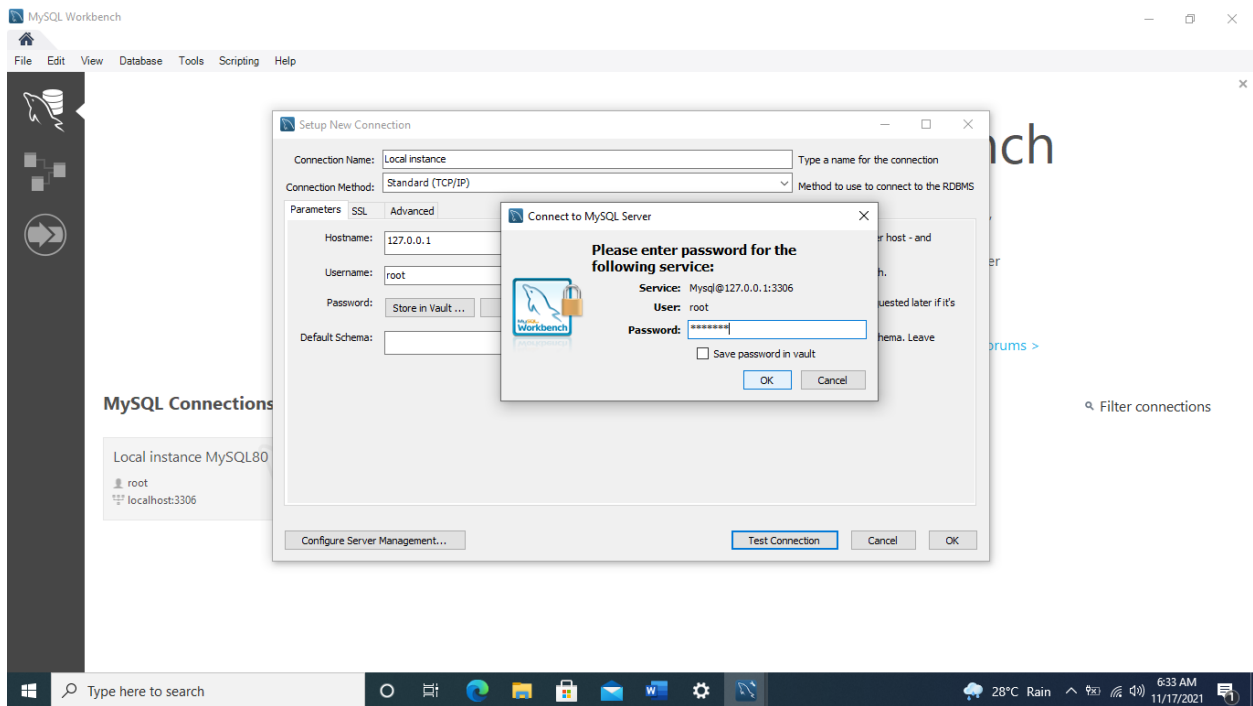 MySQL Workbench
File Edit View Database Tools Scripting Help
Setup New Connection
nch
Connection Name: Local instance Type a name for the connection
Connection Method: Standard (TCP/IP) Method to use to connect to the RDBMS
Parameters SSL Advanced
Connect to MySQL Server
Hostname: 127.0.0.1
er host - and
Please enter password for the
following service:
er
Username: root
h.
Service: Mysql@127.0.0.1:3306
Password: Store in Vault ...
uested later if it's
User: root
MySQL
Workbench
Password: *******
Default Schema:
hema. Leave
orums >
Save password in vault
OK Cancel
MySQL Connections
Filter connections
Local instance MySQL80
root
localhost:3306
Configure Server Management... Test Connection Cancel OK
Type here to search
28°C Rain
6:33 AM
11/17/2021
1